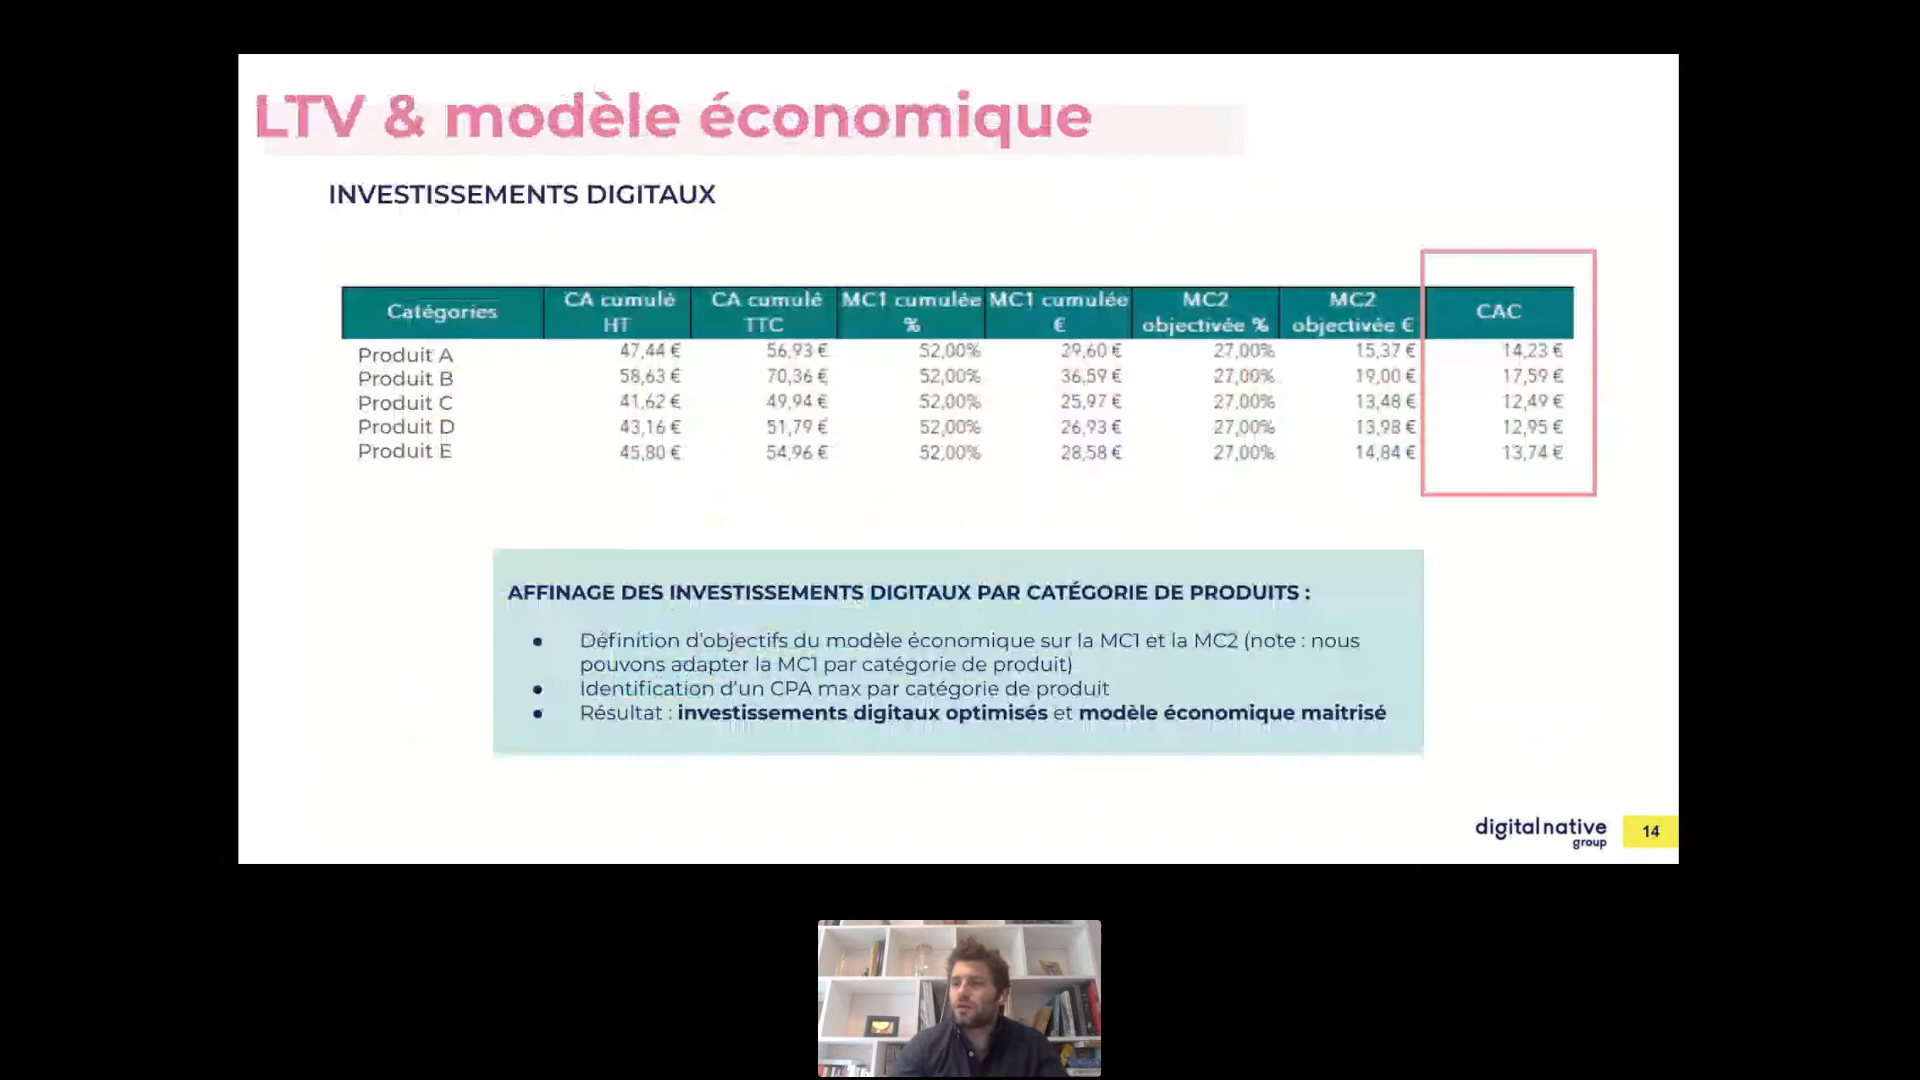 LTV & modèle économique
INVESTISSEMENTS DIGITAUX
Catégories CA cumulé HT CA cumulé TTC MC1 cumulée % MC1 cumulée € MC2 objectivée % MC2 objectivée € CAC
Produit A 47,44 € 56,93 € 52,00% 29,60 € 27,00% 15,37 € 14,23 €
Produit B 58,63 € 70,36 € 52,00% 36,59 € 27,00% 19,00 € 17,59 €
Produit C 41,62 € 49,94 € 52,00% 25,97 € 27,00% 13,48 € 12,49 €
Produit D 43,16 € 51,79 € 52,00% 26,93 € 27,00% 13,98 € 12,95 €
Produit E 45,80 € 54,96 € 52,00% 28,58 € 27,00% 14,84 € 13,74 €
AFFINAGE DES INVESTISSEMENTS DIGITAUX PAR CATÉGORIE DE PRODUITS :
● Définition d'objectifs du modèle économique sur la MC1 et la MC2 (note : nous
pouvons adapter la MC1 par catégorie de produit)
● Identification d'un CPA max par catégorie de produit
● Résultat : investissements digitaux optimisés et modèle économique maitrisé
digital native
group
14